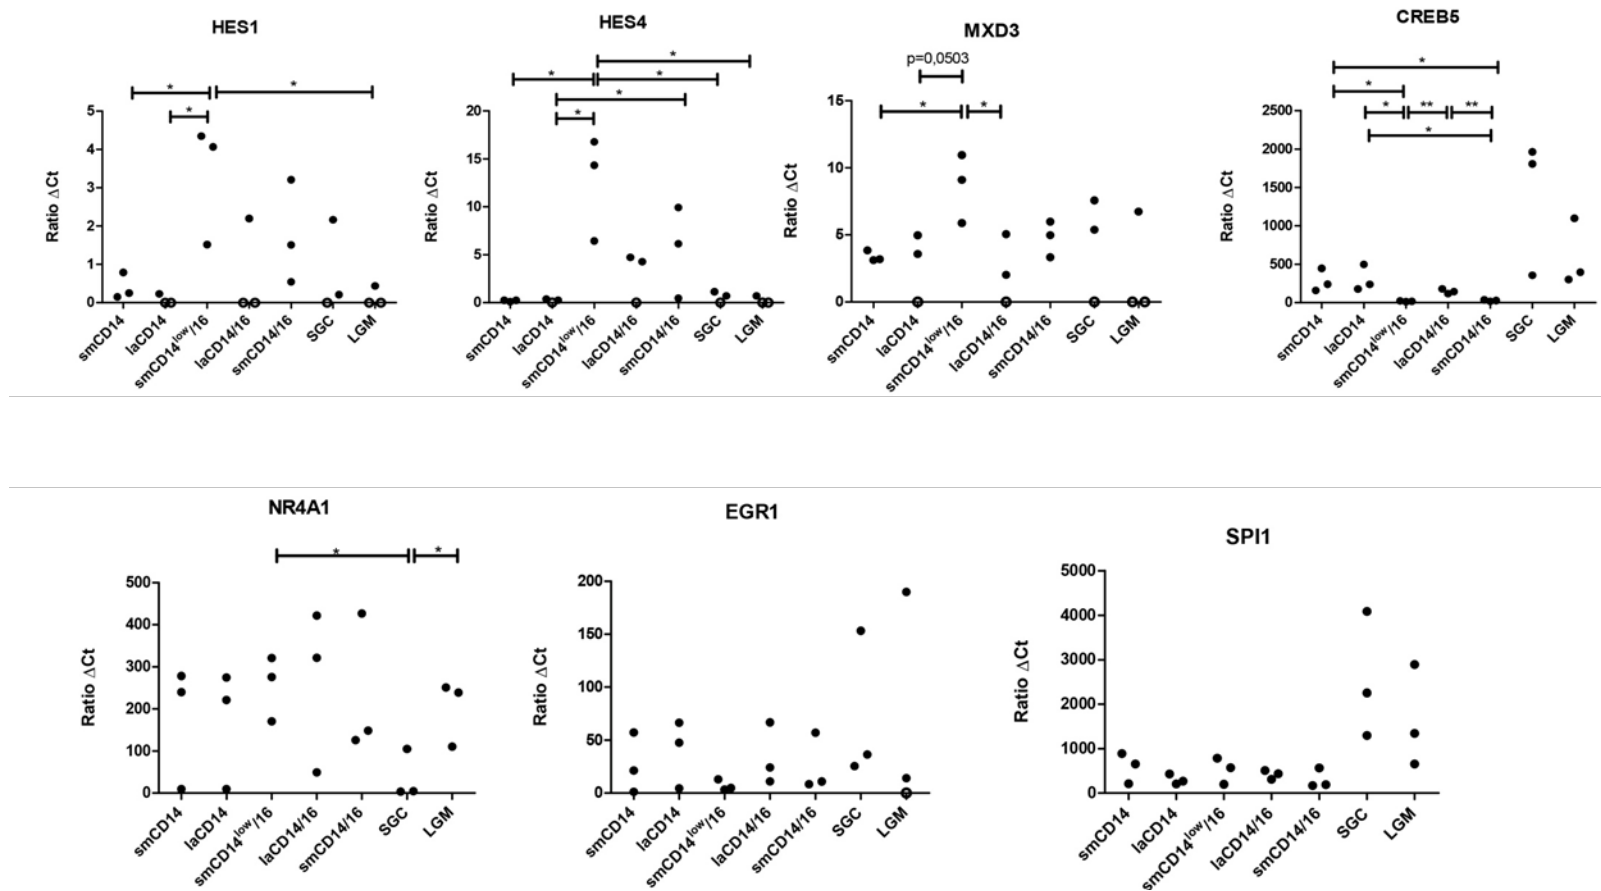 HES1
* * *
Ratio ΔCt
5
4
3
2
1
0
smCD14
laCD14
smCD14low/16
laCD14/16
smCD14/16
SGC
LGM
HES4
* * * * *
Ratio ΔCt
20
15
10
5
0
smCD14
laCD14
smCD14low/16
laCD14/16
smCD14/16
SGC
LGM
MXD3
p=0,0503
* *
Ratio ΔCt
15
10
5
0
smCD14
laCD14
smCD14low/16
laCD14/16
smCD14/16
SGC
LGM
CREB5
*
*
* ** **
*
Ratio ΔCt
2500
2000
1500
1000
500
0
smCD14
laCD14
smCD14low/16
laCD14/16
smCD14/16
SGC
LGM
NR4A1
* *
Ratio ΔCt
500
400
300
200
100
0
smCD14
laCD14
smCD14low/16
laCD14/16
smCD14/16
SGC
LGM
EGR1
Ratio ΔCt
200
150
100
50
0
smCD14
laCD14
smCD14low/16
laCD14/16
smCD14/16
SGC
LGM
SPI1
Ratio ΔCt
5000
4000
3000
2000
1000
0
smCD14
laCD14
smCD14low/16
laCD14/16
smCD14/16
SGC
LGM